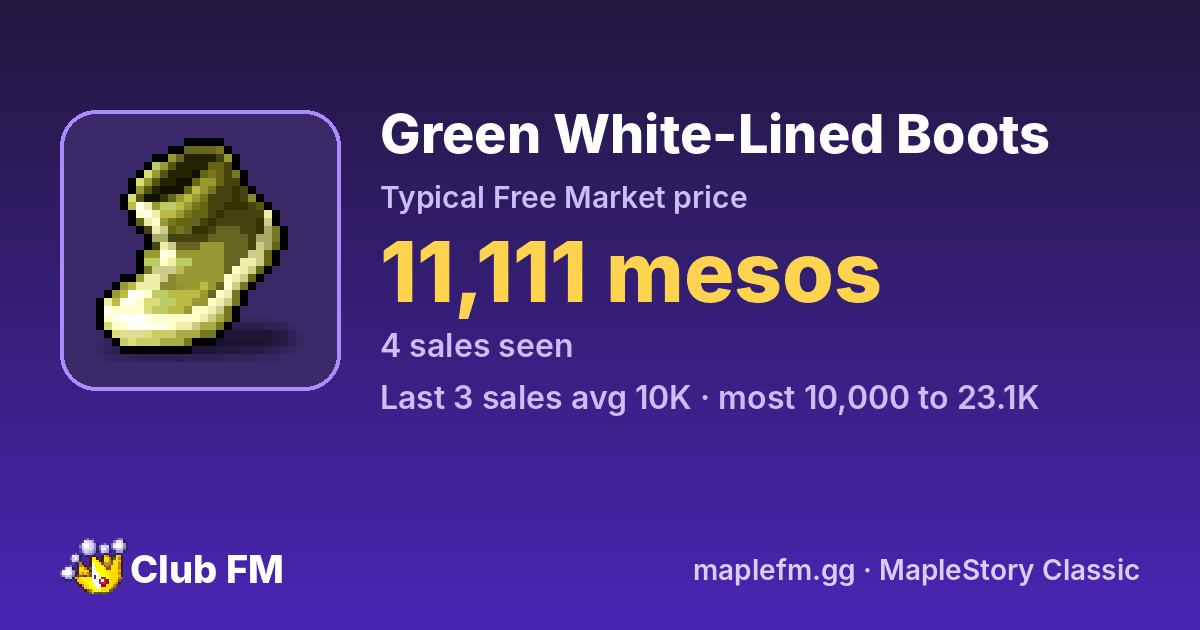 Green White-Lined Boots
Typical Free Market price
11,111 mesos
4 sales seen
Last 3 sales avg 10K · most 10,000 to 23.1K
Club FM
maplefm.gg · MapleStory Classic